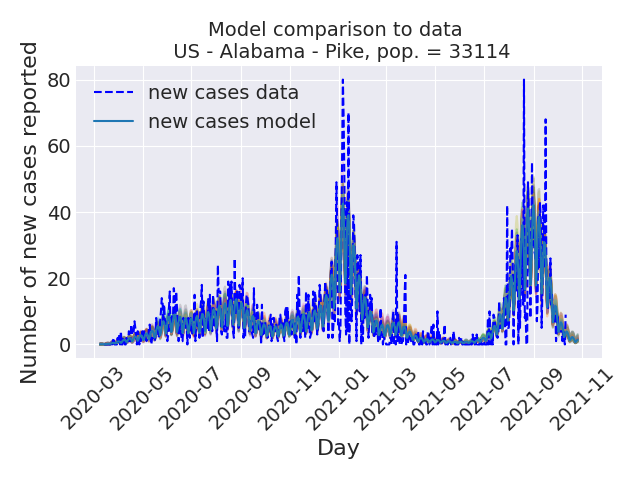 Model comparison to data
US - Alabama - Pike, pop. = 33114
Number of new cases reported
80
60
40
20
0
new cases data
new cases model
2020-03
2020-05
2020-07
2020-09
2020-11
2021-01
2021-03
2021-05
2021-07
2021-09
2021-11
Day